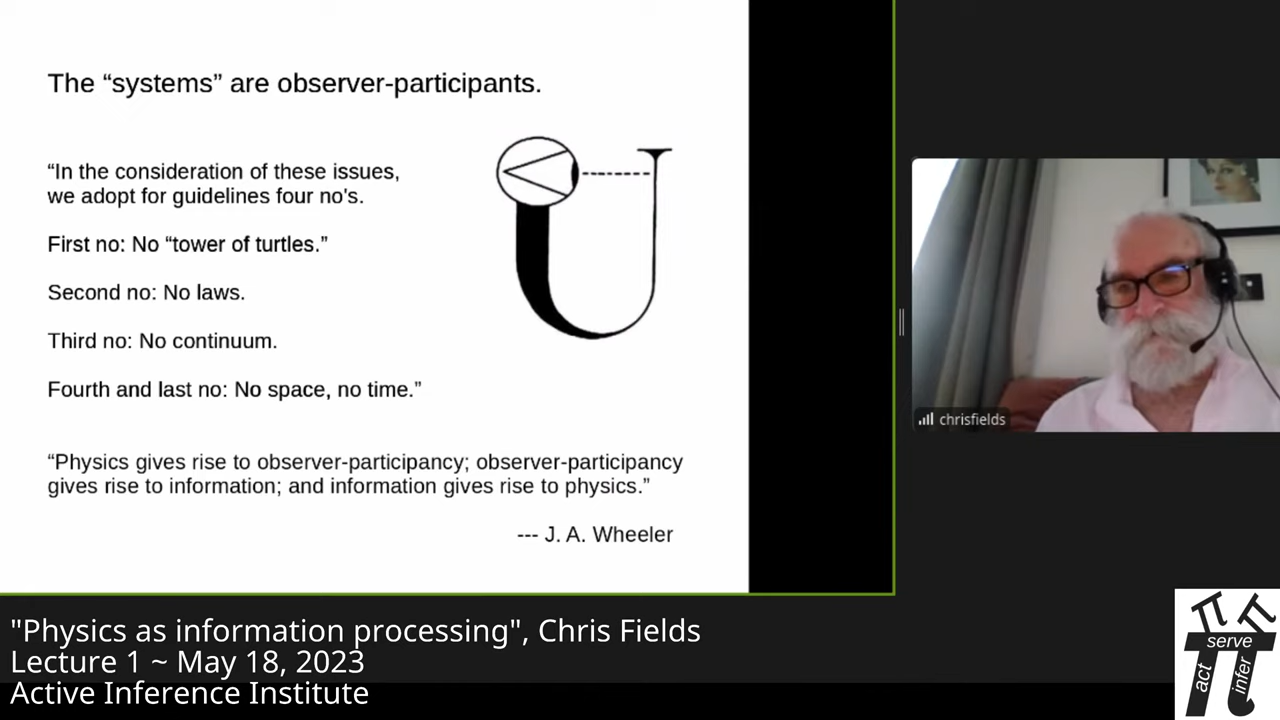 The “systems” are observer-participants.
“In the consideration of these issues,
we adopt for guidelines four no's.
First no: No “tower of turtles.”
Second no: No laws.
Third no: No continuum.
Fourth and last no: No space, no time.”
“Physics gives rise to observer-participancy; observer-participancy
gives rise to information; and information gives rise to physics.”
--- J. A. Wheeler
chrisfields
"Physics as information processing", Chris Fields
Lecture 1 ~ May 18, 2023
Active Inference Institute
serve
act
infer